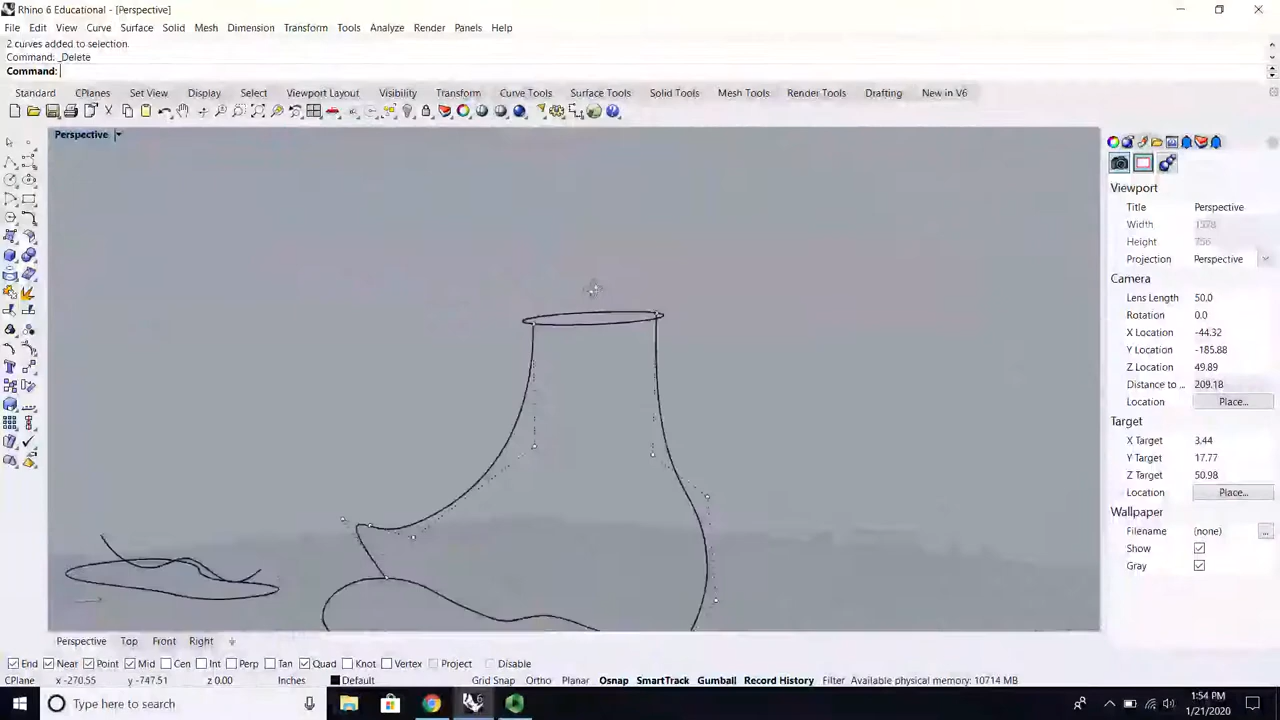 Rhino 6 Educational - [Perspective]
File Edit View Curve Surface Solid Mesh Dimension Transform Tools Analyze Render Panels Help
2 curves added to selection.
Command: _Delete
Command:
Standard CPlanes Set View Display Select Viewport Layout Visibility Transform Curve Tools Surface Tools Solid Tools Mesh Tools Render Tools Drafting New in V6
Perspective
Viewport
Title Perspective
Width 1578
Height 756
Projection Perspective
Camera
Lens Length 50.0
Rotation 0.0
X Location -44.32
Y Location -185.88
Z Location 49.89
Distance to ... 209.18
Location Place...
Target
X Target 3.44
Y Target 17.77
Z Target 50.98
Location Place...
Wallpaper
Filename (none) ...
Show
Gray
Perspective Top Front Right
End Near Point Mid Cen Int Perp Tan Quad Knot Vertex Project Disable
CPlane x -270.55 y -747.51 z 0.00 Inches Default Grid Snap Ortho Planar Osnap SmartTrack Gumball Record History Filter Available physical memory: 10714 MB
Type here to search
1:54 PM
1/21/2020